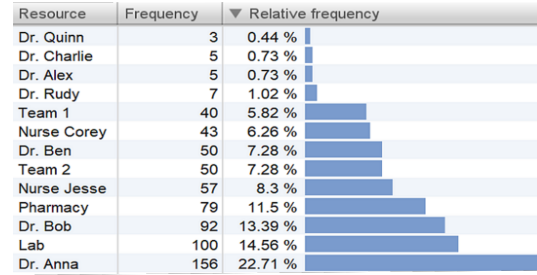 Resource Frequency ▼ Relative frequency
Dr. Quinn 3 0.44 %
Dr. Charlie 5 0.73 %
Dr. Alex 5 0.73 %
Dr. Rudy 7 1.02 %
Team 1 40 5.82 %
Nurse Corey 43 6.26 %
Dr. Ben 50 7.28 %
Team 2 50 7.28 %
Nurse Jesse 57 8.3 %
Pharmacy 79 11.5 %
Dr. Bob 92 13.39 %
Lab 100 14.56 %
Dr. Anna 156 22.71 %